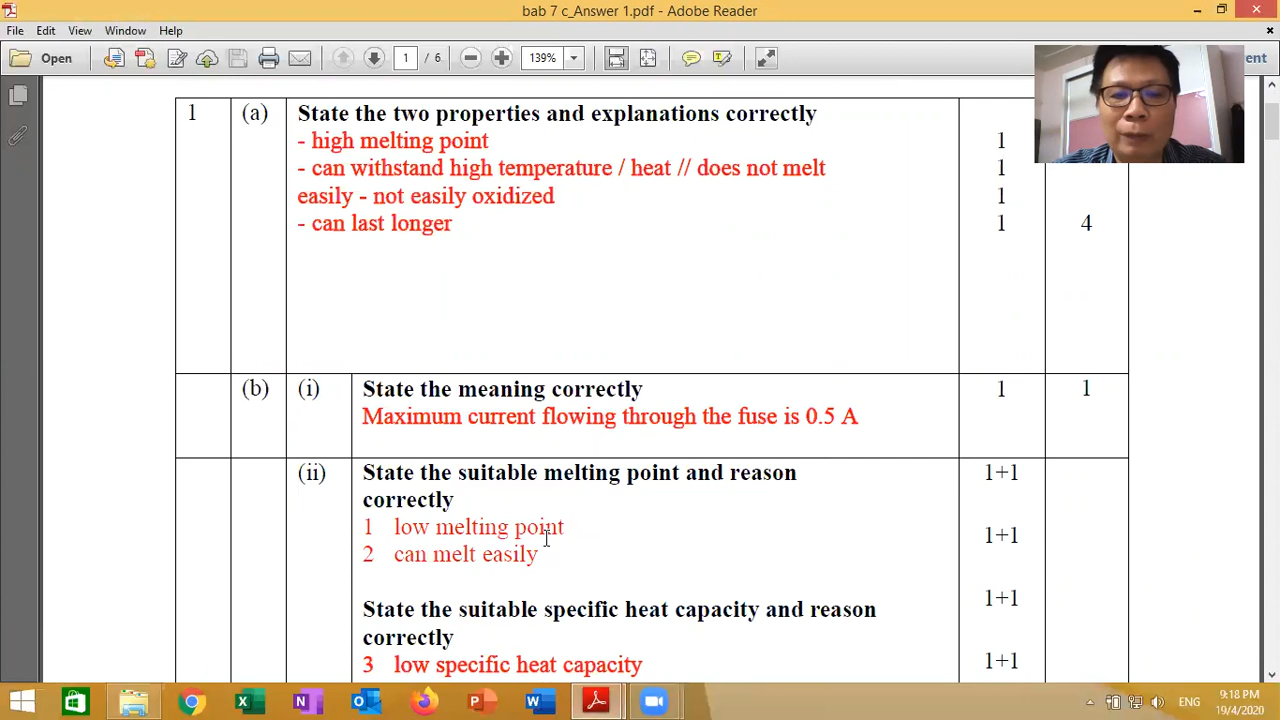 bab 7 c_Answer 1.pdf - Adobe Reader
File Edit View Window Help
Open 1 / 6 139%
1 (a) State the two properties and explanations correctly
- high melting point 1
- can withstand high temperature / heat // does not melt 1
easily - not easily oxidized 1
- can last longer 1 4
(b) (i) State the meaning correctly 1 1
Maximum current flowing through the fuse is 0.5 A
(ii) State the suitable melting point and reason 1+1
correctly
1 low melting point 1+1
2 can melt easily
State the suitable specific heat capacity and reason 1+1
correctly
3 low specific heat capacity 1+1
ENG 9:18 PM
19/4/2020